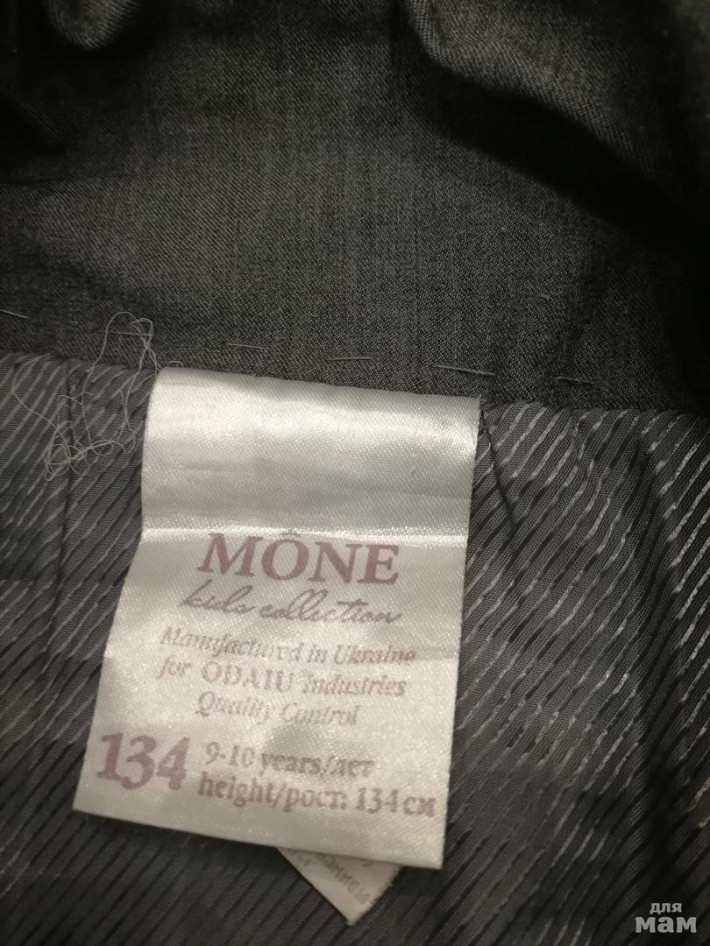 MÔNE
kids collection
Manufactured in Ukraine
for ODAIU Industries
Quality Control
134 9-10 years/лет
height/рост: 134 см
для
мам